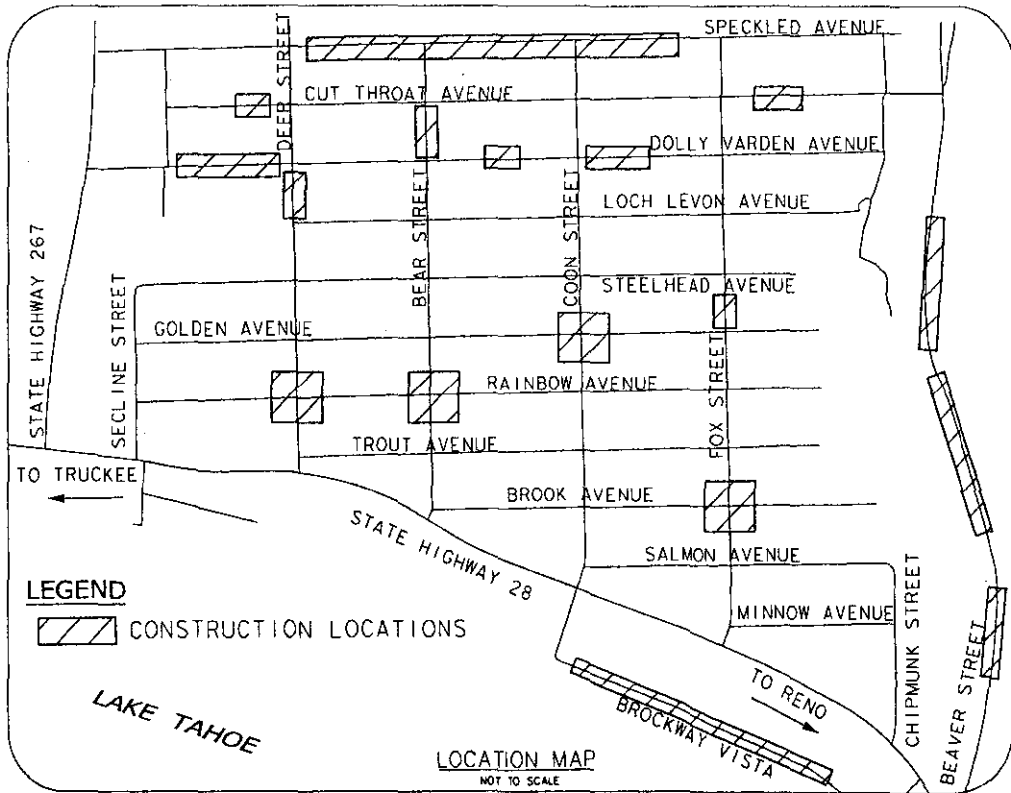 SPECKLED AVENUE
DEER STREET
CUT THROAT AVENUE
DOLLY VARDEN AVENUE
LOCH LEVON AVENUE
STATE HIGHWAY 267
SECLINE STREET
BEAR STREET
COON STREET
STEELHEAD AVENUE
GOLDEN AVENUE
RAINBOW AVENUE
FOX STREET
TROUT AVENUE
TO TRUCKEE
BROOK AVENUE
STATE HIGHWAY 28
SALMON AVENUE
LEGEND
CONSTRUCTION LOCATIONS
MINNOW AVENUE
CHIPMUNK STREET
BEAVER STREET
TO RENO
BROCKWAY VISTA
LAKE TAHOE
LOCATION MAP
NOT TO SCALE